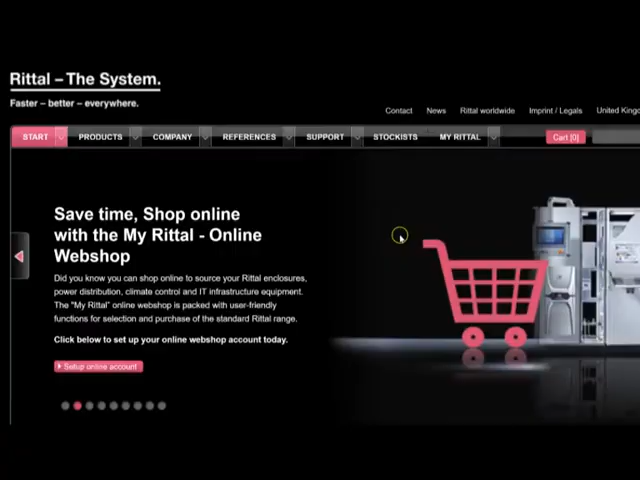 Rittal – The System.
Faster – better – everywhere.
Contact News Rittal worldwide Imprint / Legals United Kingd
START PRODUCTS COMPANY REFERENCES SUPPORT STOCKISTS MY RITTAL Cart [0]
Save time, Shop online
with the My Rittal - Online
Webshop
Did you know you can shop online to source your Rittal enclosures,
power distribution, climate control and IT infrastructure equipment.
The "My Rittal" online webshop is packed with user-friendly
functions for selection and purchase of the standard Rittal range.
Click below to set up your online webshop account today.
Setup online account